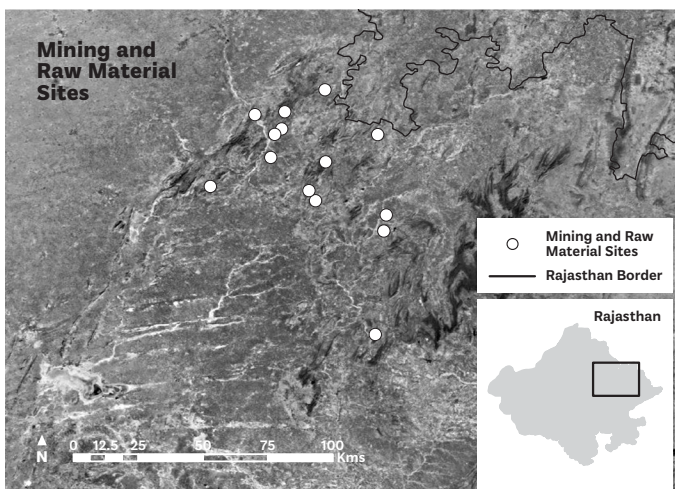 Mining and
Raw Material
Sites
Mining and Raw
Material Sites
Rajasthan Border
Rajasthan
N
0 12.5 25 50 75 100
Kms